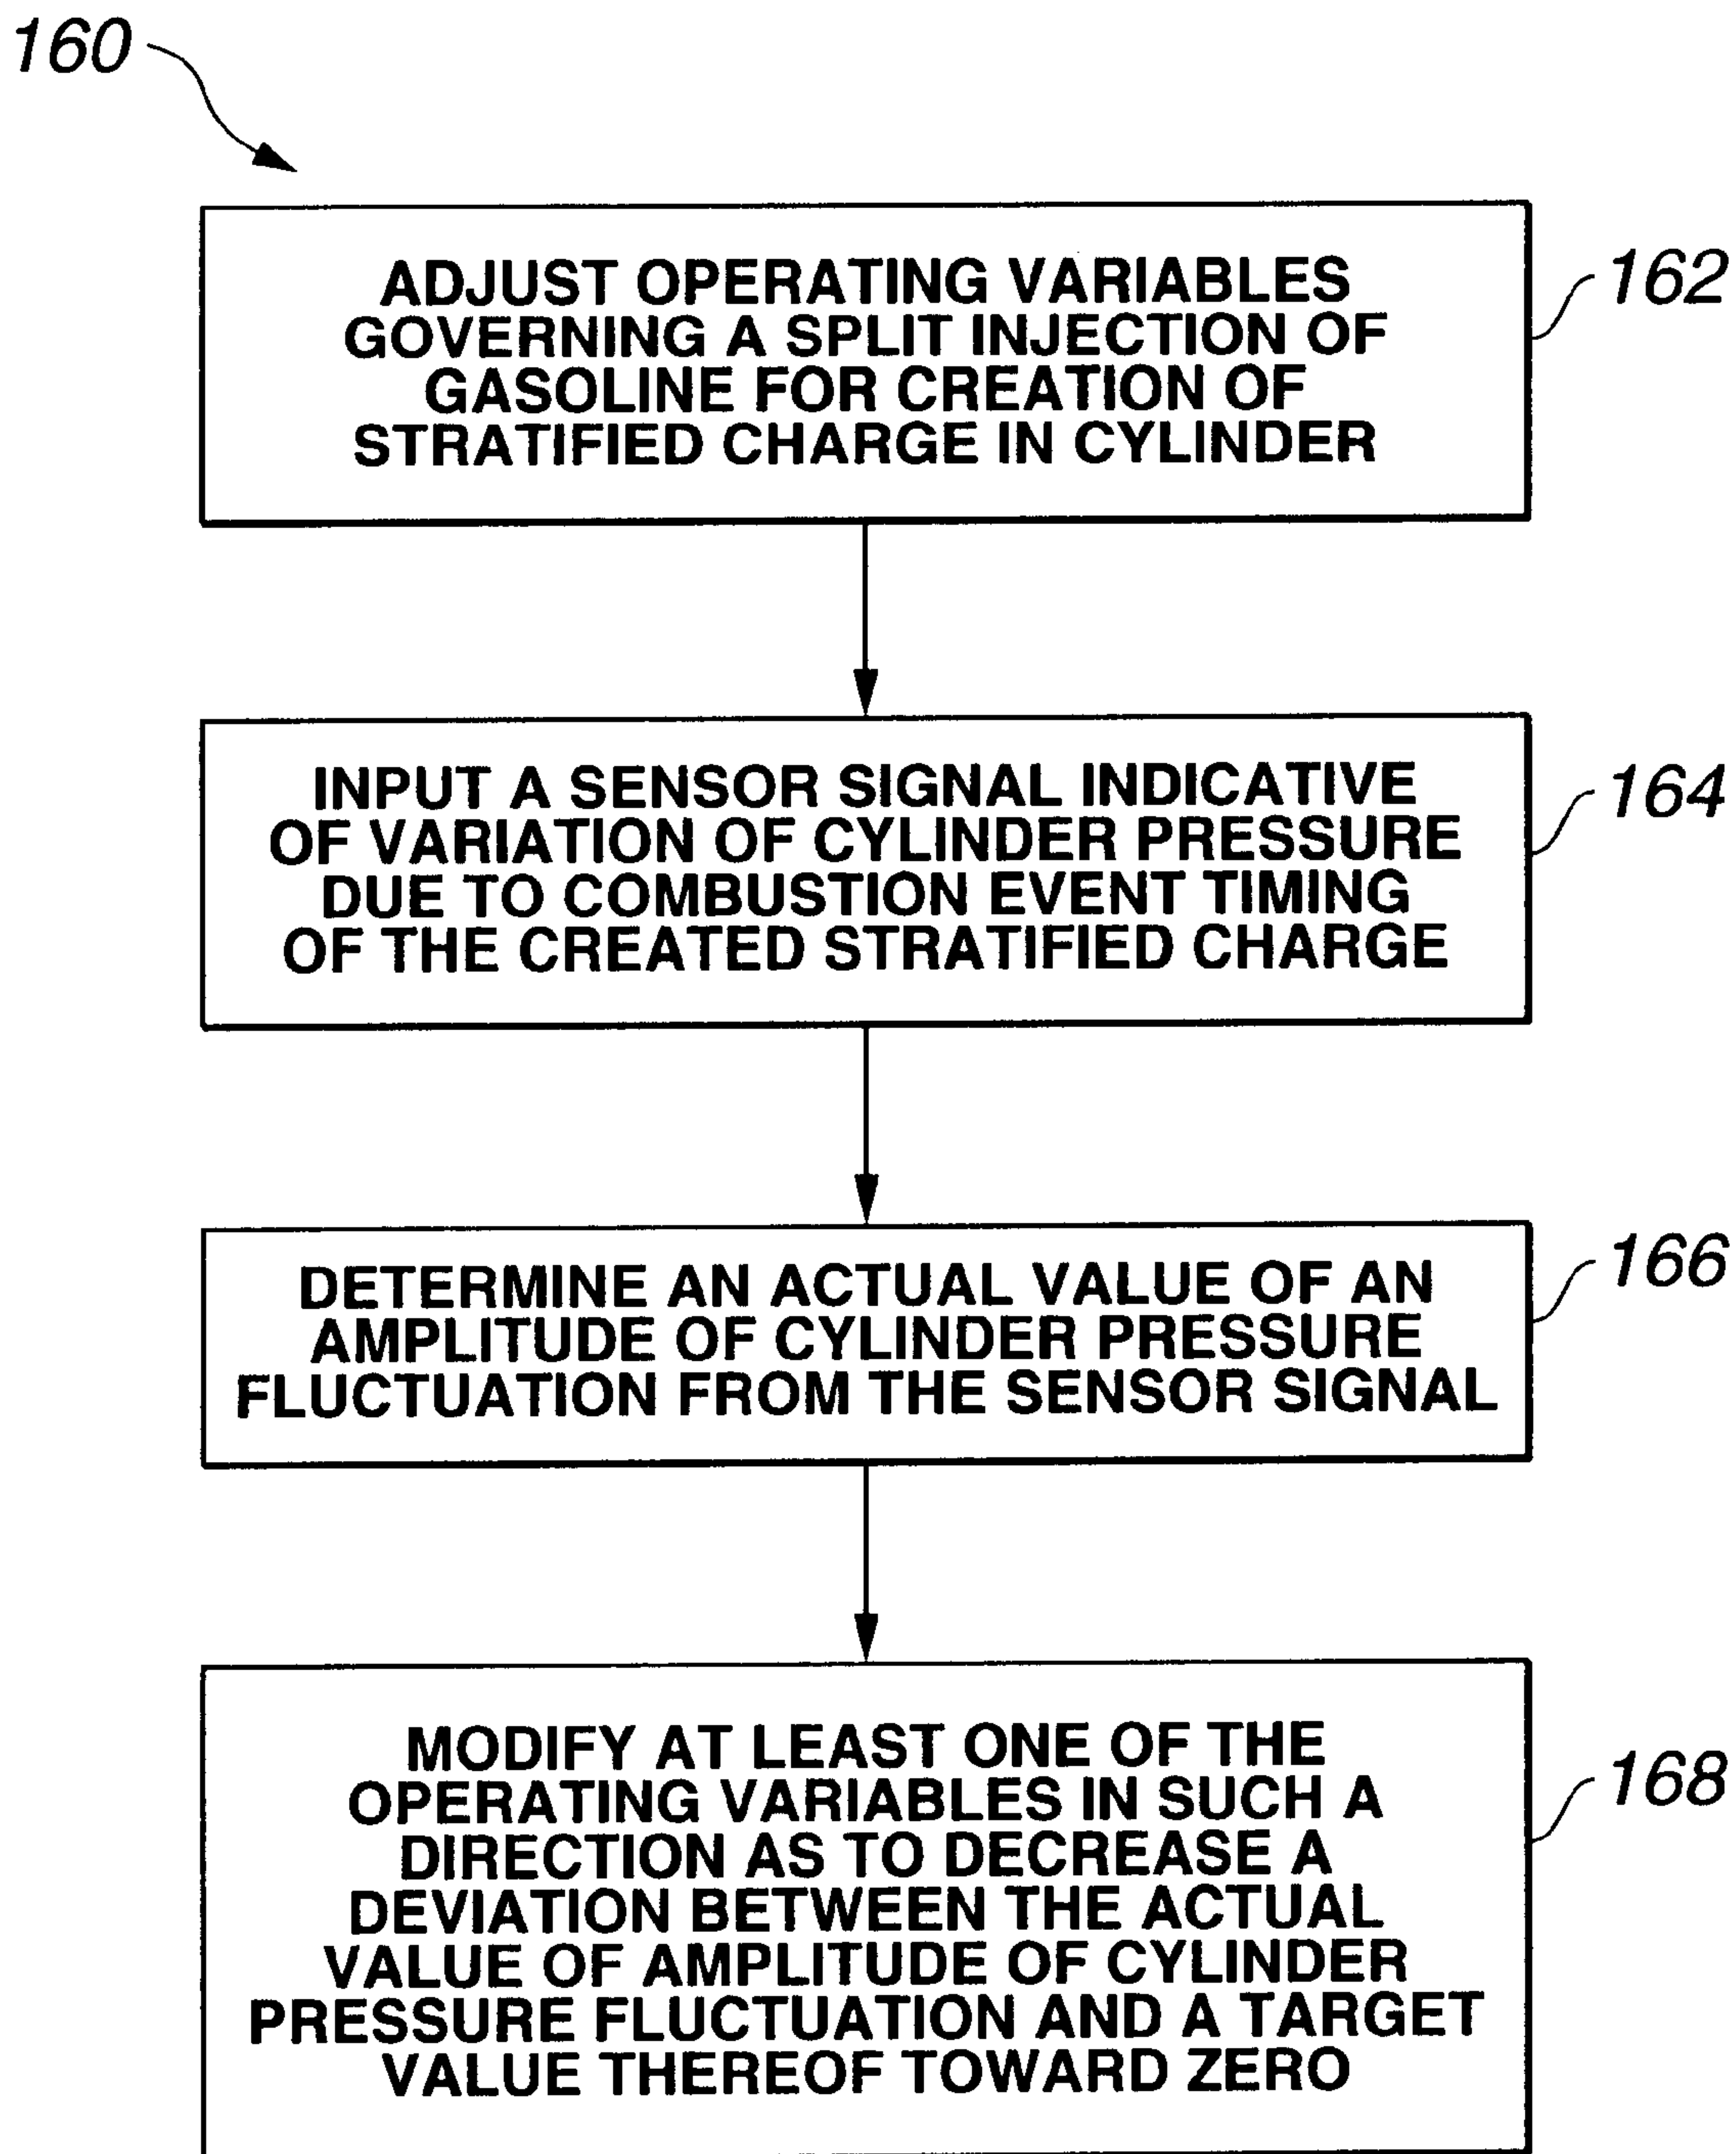 160
ADJUST OPERATING VARIABLES
GOVERNING A SPLIT INJECTION OF
GASOLINE FOR CREATION OF
STRATIFIED CHARGE IN CYLINDER
162
INPUT A SENSOR SIGNAL INDICATIVE
OF VARIATION OF CYLINDER PRESSURE
DUE TO COMBUSTION EVENT TIMING
OF THE CREATED STRATIFIED CHARGE
164
DETERMINE AN ACTUAL VALUE OF AN
AMPLITUDE OF CYLINDER PRESSURE
FLUCTUATION FROM THE SENSOR SIGNAL
166
MODIFY AT LEAST ONE OF THE
OPERATING VARIABLES IN SUCH A
DIRECTION AS TO DECREASE A
DEVIATION BETWEEN THE ACTUAL
VALUE OF AMPLITUDE OF CYLINDER
PRESSURE FLUCTUATION AND A TARGET
VALUE THEREOF TOWARD ZERO
168